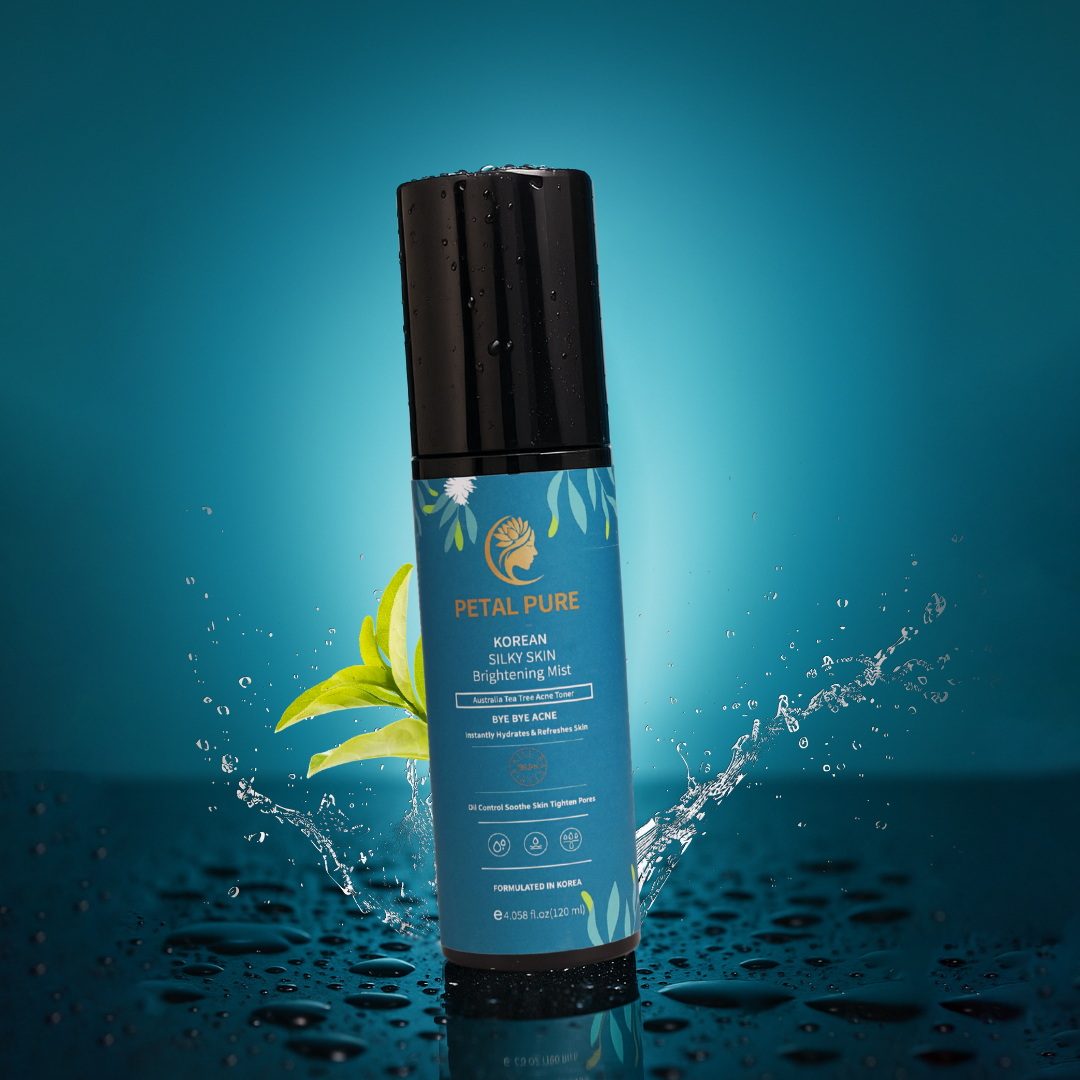 PETAL PURE
KOREAN
SILKY SKIN
Brightening Mist
Australia Tea Tree Acne Toner
BYE BYE ACNE
Instantly Hydrates & Refreshes Skin
Oil Control Soothe Skin Tighten Pores
FORMULATED IN KOREA
e 4.058 fl.oz(120 ml)